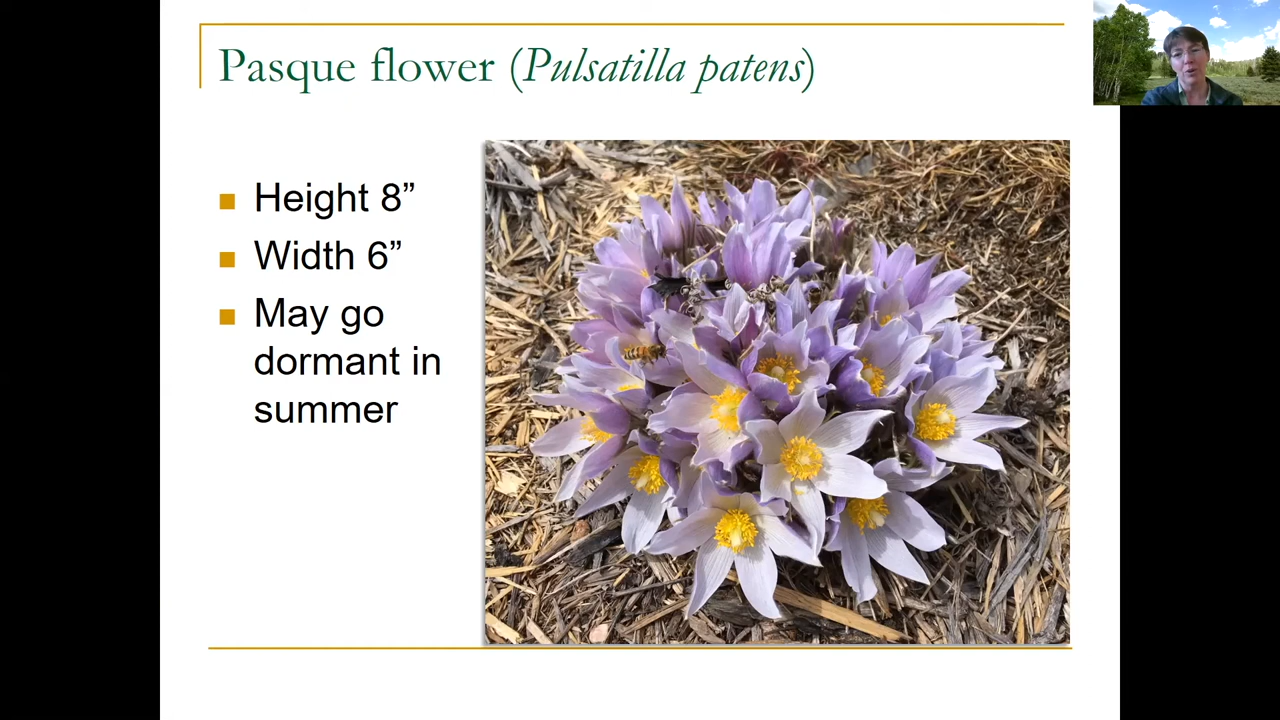 Pasque flower (Pulsatilla patens)
Height 8”
Width 6”
May go
dormant in
summer